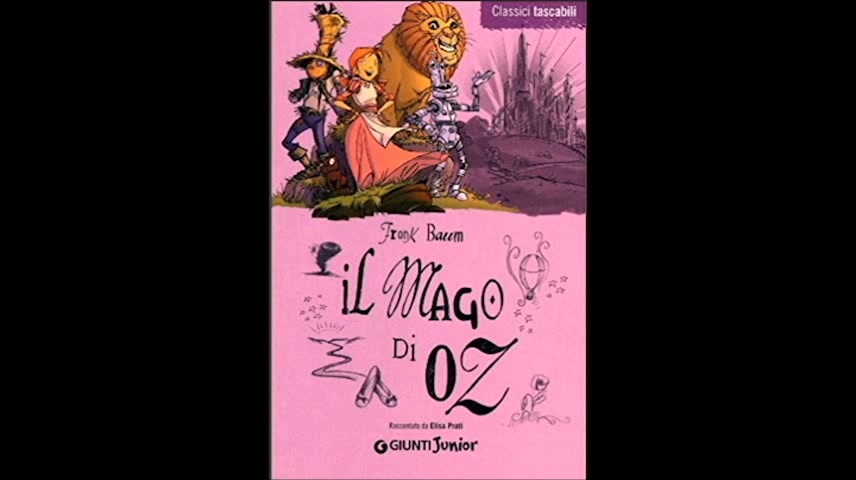 Classici tascabili
Frank Baum
il Mago
Di OZ
Raccontato da Elisa Prati
GIUNTI Junior